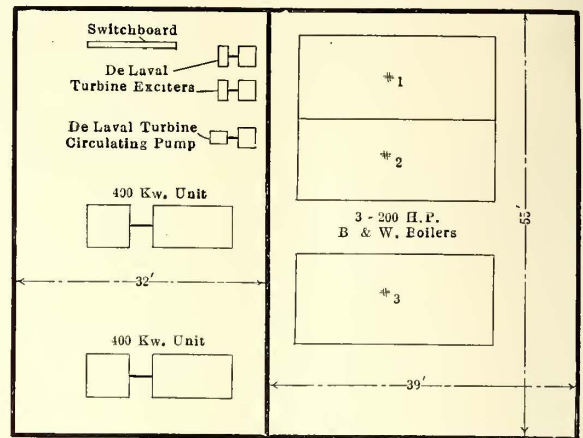 Switchboard
De Laval
Turbine Exciters
De Laval Turbine
Circulating Pump
400 Kw. Unit
32'
400 Kw. Unit
#1
#2
3 - 200 H.P.
B & W. Boilers
#3
39'